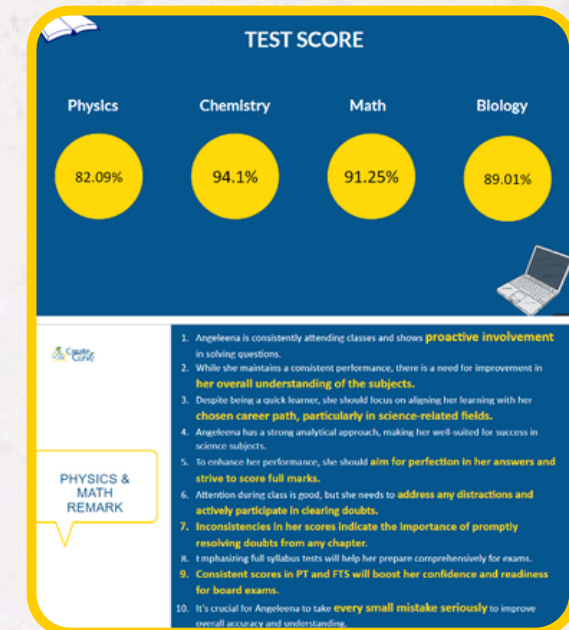 TEST SCORE
Physics Chemistry Math Biology
82.09% 94.1% 91.25% 89.01%
Curve
PHYSICS &
MATH
REMARK
1. Angeleena is consistently attending classes and shows proactive involvement
in solving questions.
2. While she maintains a consistent performance, there is a need for improvement in
her overall understanding of the subjects.
3. Despite being a quick learner, she should focus on aligning her learning with her
chosen career path, particularly in science-related fields.
4. Angeleena has a strong analytical approach, making her well-suited for success in
science subjects.
5. To enhance her performance, she should aim for perfection in her answers and
strive to score full marks.
6. Attention during class is good, but she needs to address any distractions and
actively participate in clearing doubts.
7. Inconsistencies in her scores indicate the importance of promptly
resolving doubts from any chapter.
8. Emphasizing full syllabus tests will help her prepare comprehensively for exams.
9. Consistent scores in PT and FTS will boost her confidence and readiness
for board exams.
10. It's crucial for Angeleena to take every small mistake seriously to improve
overall accuracy and understanding.